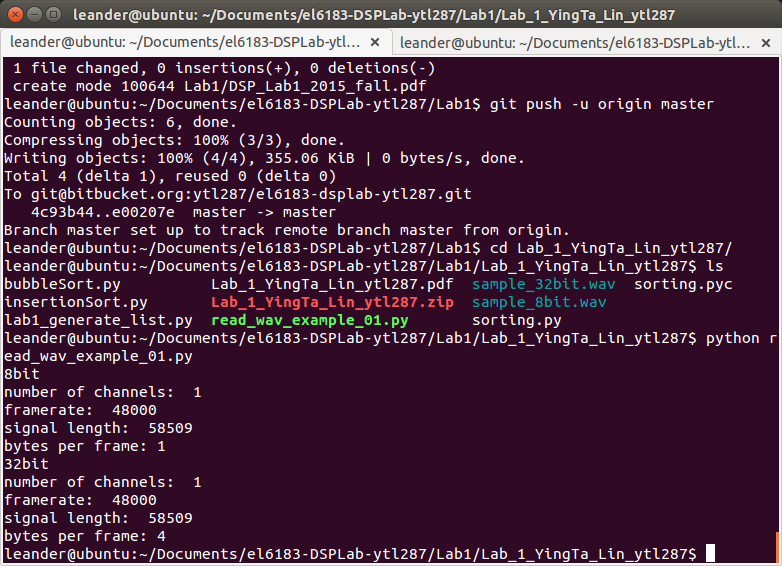 leander@ubuntu: ~/Documents/el6183-DSPLab-ytl287/Lab1/Lab_1_YingTa_Lin_ytl287
leander@ubuntu: ~/Documents/el6183-DSPLab-ytl... × leander@ubuntu: ~/Documents/el6183-DSPLab-ytl... ×
1 file changed, 0 insertions(+), 0 deletions(-)
create mode 100644 Lab1/DSP_Lab1_2015_fall.pdf
leander@ubuntu:~/Documents/el6183-DSPLab-ytl287/Lab1$ git push -u origin master
Counting objects: 6, done.
Compressing objects: 100% (3/3), done.
Writing objects: 100% (4/4), 355.06 KiB | 0 bytes/s, done.
Total 4 (delta 1), reused 0 (delta 0)
To git@bitbucket.org:ytl287/el6183-dsplab-ytl287.git
   4c93b44..e00207e  master -> master
Branch master set up to track remote branch master from origin.
leander@ubuntu:~/Documents/el6183-DSPLab-ytl287/Lab1$ cd Lab_1_YingTa_Lin_ytl287/
leander@ubuntu:~/Documents/el6183-DSPLab-ytl287/Lab1/Lab_1_YingTa_Lin_ytl287$ ls
bubbleSort.py          Lab_1_YingTa_Lin_ytl287.pdf  sample_32bit.wav  sorting.pyc
insertionSort.py       Lab_1_YingTa_Lin_ytl287.zip  sample_8bit.wav
lab1_generate_list.py  read_wav_example_01.py       sorting.py
leander@ubuntu:~/Documents/el6183-DSPLab-ytl287/Lab1/Lab_1_YingTa_Lin_ytl287$ python r
ead_wav_example_01.py
8bit
number of channels:  1
framerate:  48000
signal length:  58509
bytes per frame: 1
32bit
number of channels:  1
framerate:  48000
signal length:  58509
bytes per frame: 4
leander@ubuntu:~/Documents/el6183-DSPLab-ytl287/Lab1/Lab_1_YingTa_Lin_ytl287$